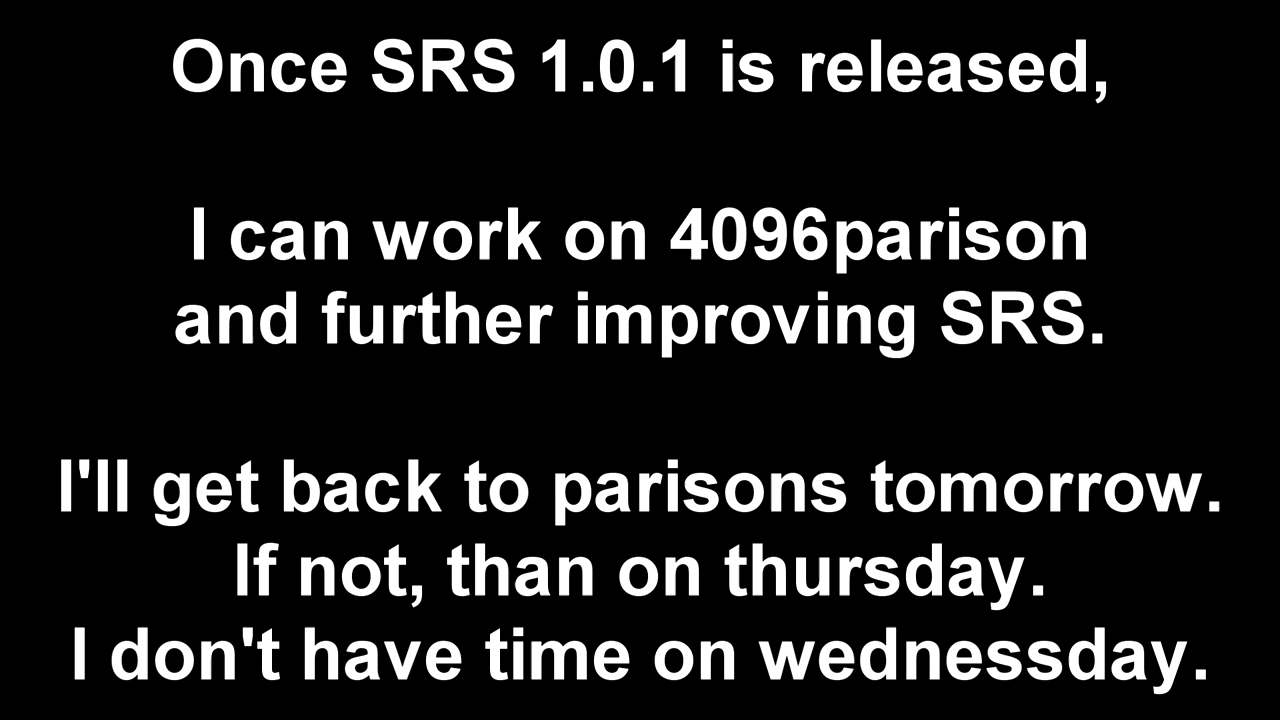 Once SRS 1.0.1 is released,
I can work on 4096parison
and further improving SRS.
I'll get back to parisons tomorrow.
If not, than on thursday.
I don't have time on wednessday.